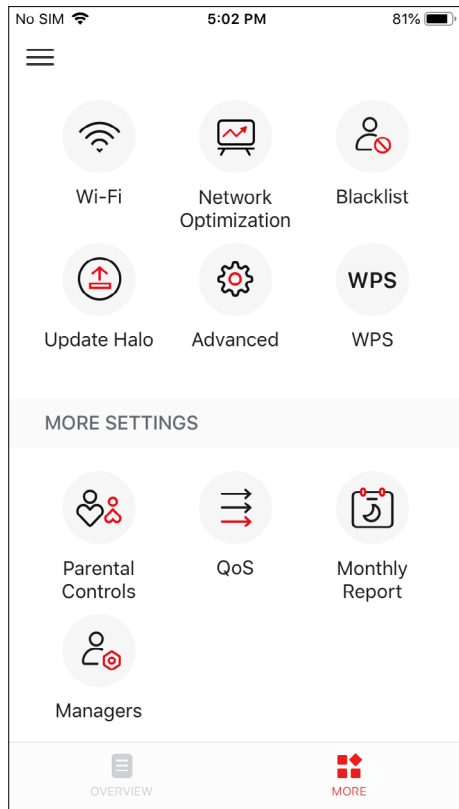 No SIM 5:02 PM 81%
Wi-Fi Network Optimization Blacklist
WPS
Update Halo Advanced WPS
MORE SETTINGS
Parental Controls QoS Monthly Report
Managers
OVERVIEW MORE